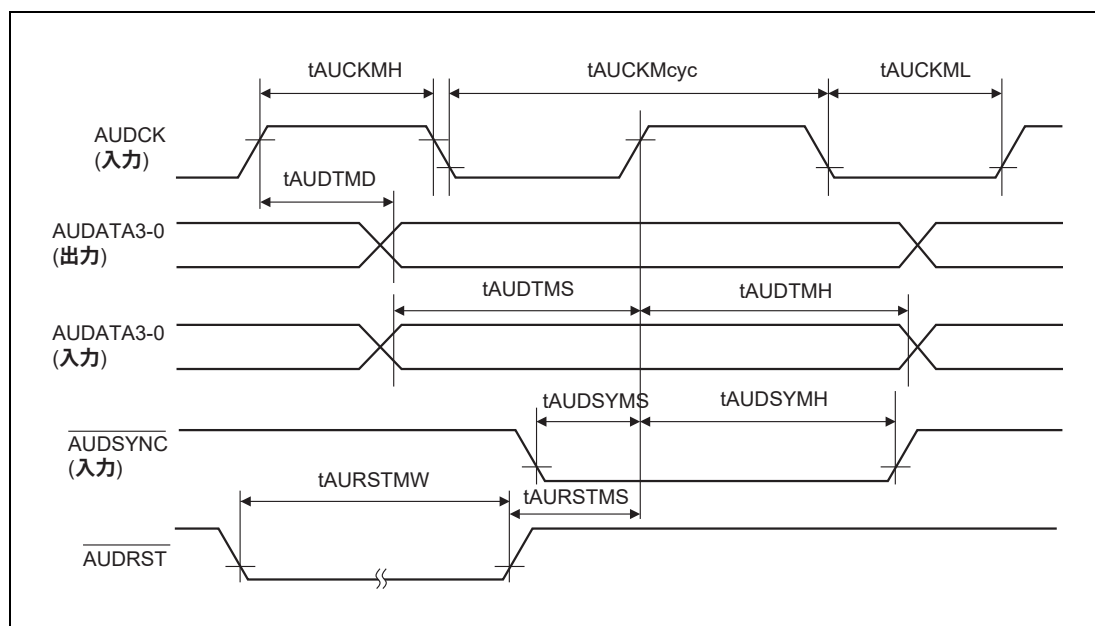 tAUCKMH
tAUCKMcyc
tAUCKML
AUDCK
(入力)
tAUDTMD
AUDATA3-0
(出力)
tAUDTMS
tAUDTMH
AUDATA3-0
(入力)
tAUDSYMS
tAUDSYMH
AUDSYNC
(入力)
tAURSTMW
tAURSTMS
AUDRST